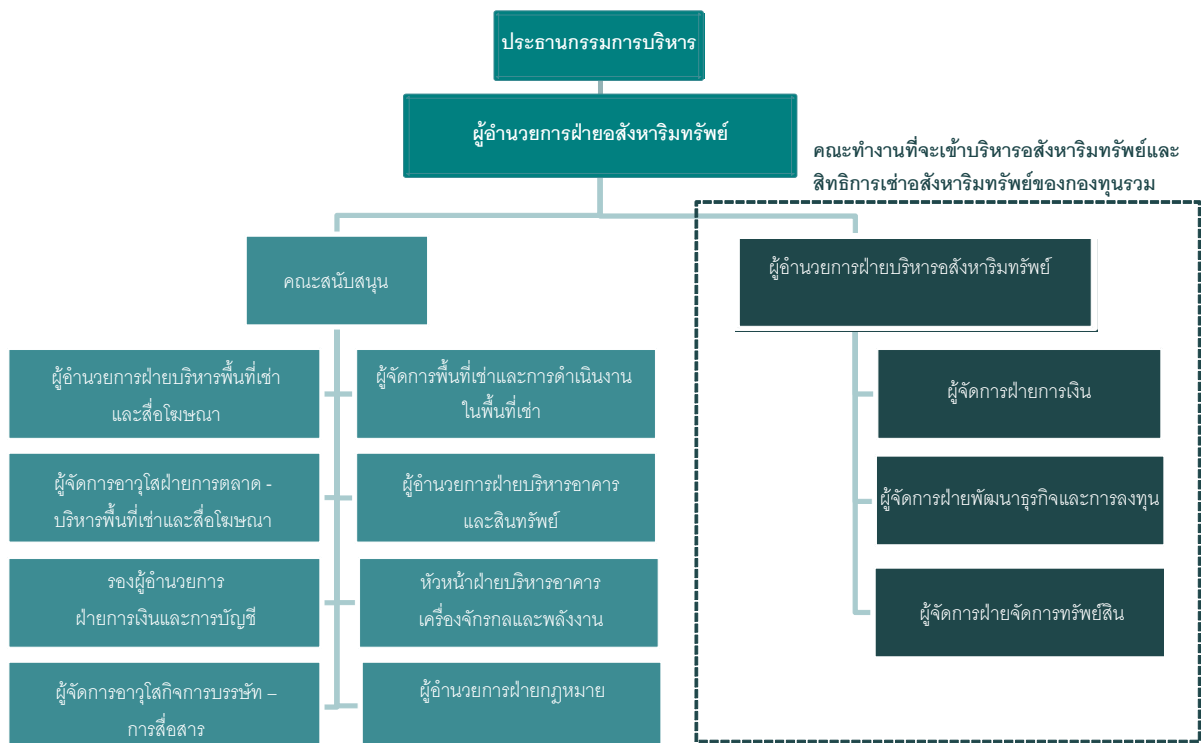 ประธานกรรมการบริหาร
ผู้อำนวยการฝ่ายอสังหาริมทรัพย์
คณะทำงานที่จะเข้าบริหารอสังหาริมทรัพย์และ
สิทธิการเช่าอสังหาริมทรัพย์ของกองทุนรวม
คณะสนับสนุน
ผู้อำนวยการฝ่ายบริหารอสังหาริมทรัพย์
ผู้อำนวยการฝ่ายบริหารพื้นที่เช่า
และสื่อโฆษณา
ผู้จัดการพื้นที่เช่าและการดำเนินงาน
ในพื้นที่เช่า
ผู้จัดการฝ่ายการเงิน
ผู้จัดการอาวุโสฝ่ายการตลาด -
บริหารพื้นที่เช่าและสื่อโฆษณา
ผู้อำนวยการฝ่ายบริหารอาคาร
และสินทรัพย์
ผู้จัดการฝ่ายพัฒนาธุรกิจและการลงทุน
รองผู้อำนวยการ
ฝ่ายการเงินและการบัญชี
หัวหน้าฝ่ายบริหารอาคาร
เครื่องจักรกลและพลังงาน
ผู้จัดการฝ่ายจัดการทรัพย์สิน
ผู้จัดการอาวุโสกิจการบรรษัท –
การสื่อสาร
ผู้อำนวยการฝ่ายกฎหมาย